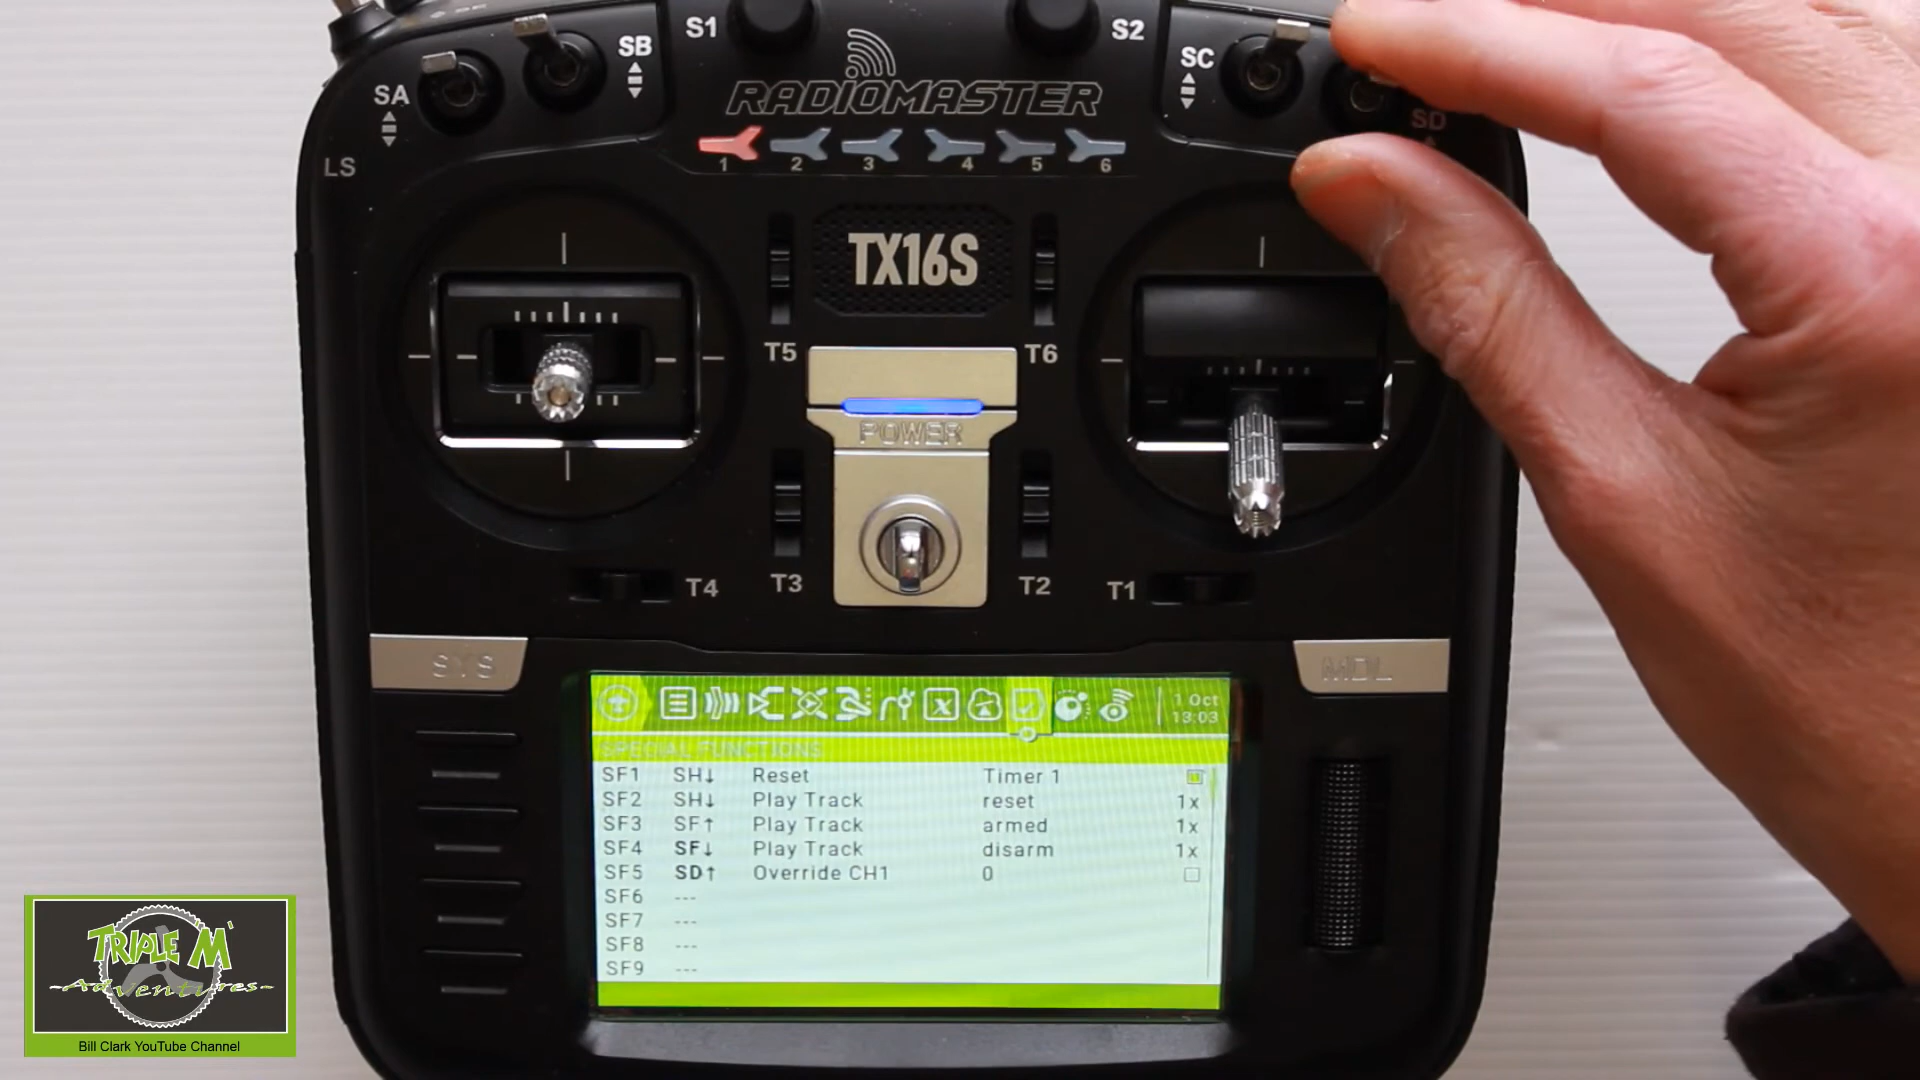 S1
S2
SB
SC
SA
SD
LS
RADIOMASTER
1 2 3 4 5 6
TX16S
T5
T6
POWER
T4
T3
T2
T1
SYS
MDL
1 Oct
13:03
SPECIAL FUNCTIONS
SF1 SH↓ Reset Timer 1
SF2 SH↓ Play Track reset 1x
SF3 SF↑ Play Track armed 1x
SF4 SF↓ Play Track disarm 1x
SF5 SD↑ Override CH1 0
SF6 ---
SF7 ---
SF8 ---
SF9 ---
TRIPLE M
-Adventures-
Bill Clark YouTube Channel